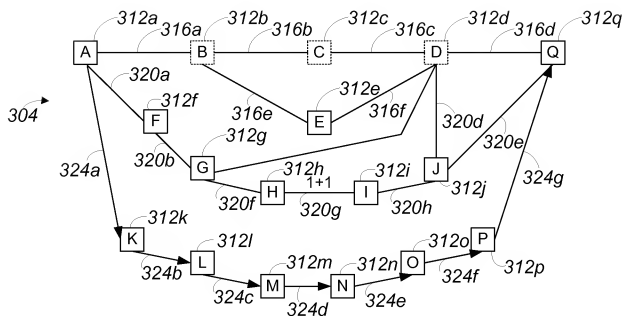 312a 312b 312c 312d 312q
A 316a B 316b C 316c D 316d Q
320a 312f 316e 312e 316f
304 F 312g E 320d 320e
320b G 312h 1+1 312i J
324a 320f H 320g I 320h 312j 324g
312k 312l 312o P
K 324b L 312m 312n O 324f 312p
324c M 324d N 324e